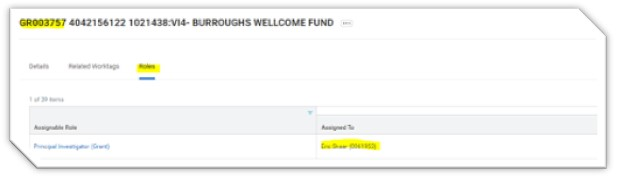 GR003757 4042156122 1021438:VI4- BURROUGHS WELLCOME FUND
Details Related Worktags Roles
1 of 39 items
Assignable Role Assigned To
Principal Investigator (Grant)